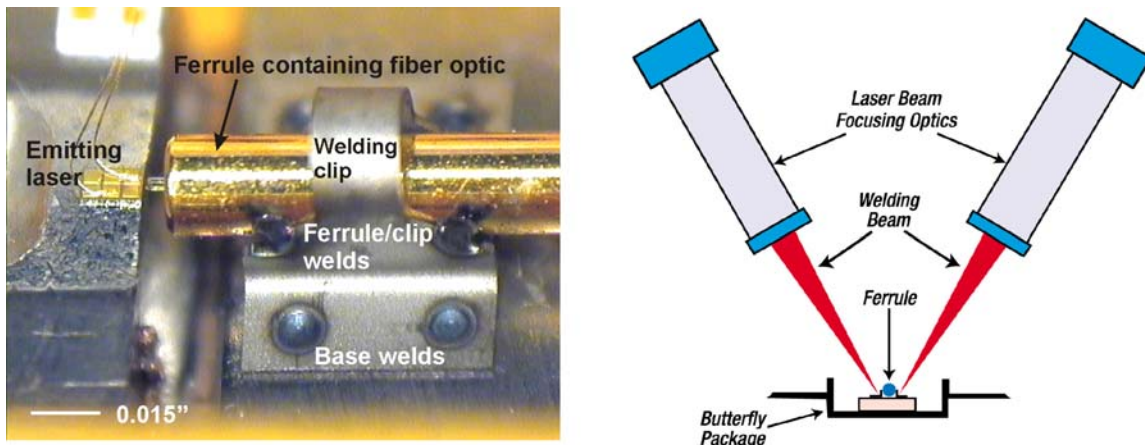 Ferrule containing fiber optic
Emitting
laser
Welding
clip
Ferrule/clip
welds
Base welds
0.015”
Laser Beam
Focusing Optics
Welding
Beam
Ferrule
Butterfly
Package